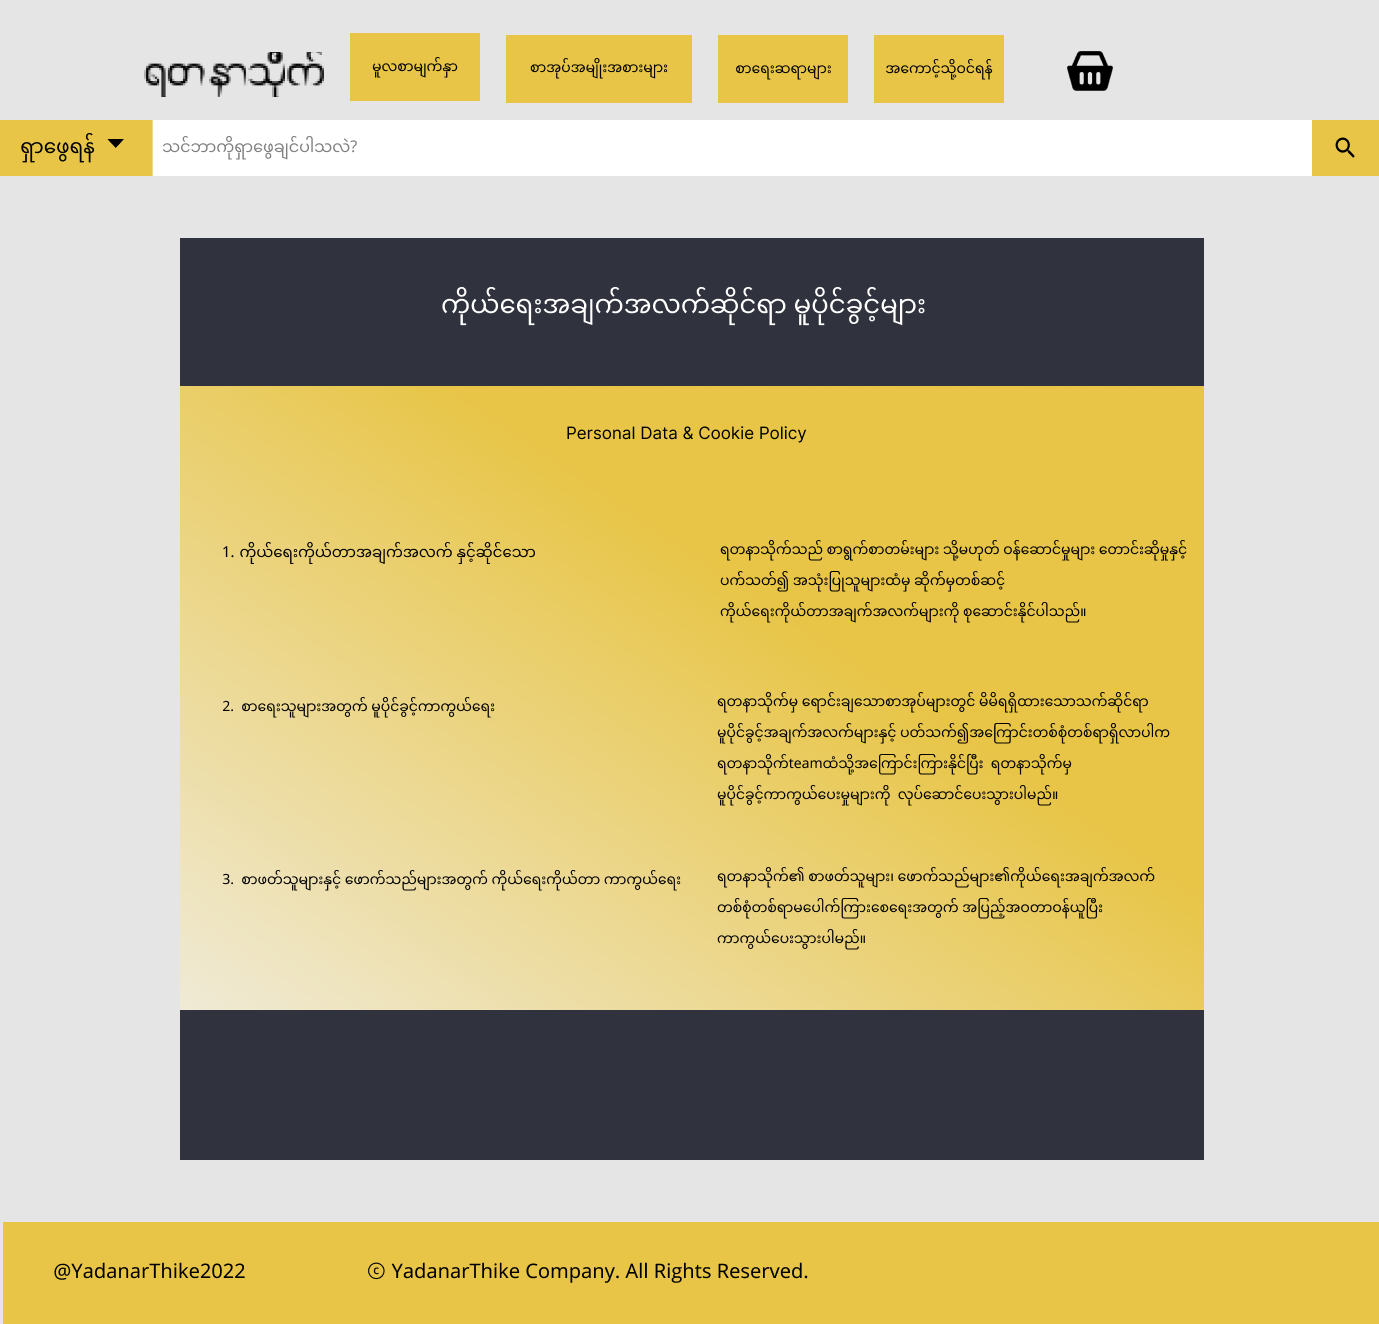 ရတနာသိုက်
မူလစာမျက်နှာ
စာအုပ်အမျိုးအစားများ
စာရေးဆရာများ
အကောင့်သို့ဝင်ရန်
ရှာဖွေရန်
သင်ဘာကိုရှာဖွေချင်ပါသလဲ?
ကိုယ်ရေးအချက်အလက်ဆိုင်ရာ မူပိုင်ခွင့်များ
Personal Data & Cookie Policy
1. ကိုယ်ရေးကိုယ်တာအချက်အလက် နှင့်ဆိုင်သော
ရတနာသိုက်သည် စာရွက်စာတမ်းများ သို့မဟုတ် ဝန်ဆောင်မှုများ တောင်းဆိုမှုနှင့်
ပက်သတ်၍ အသုံးပြုသူများထံမှ ဆိုက်မှတစ်ဆင့်
ကိုယ်ရေးကိုယ်တာအချက်အလက်များကို စုဆောင်းနိုင်ပါသည်။
2. စာရေးသူများအတွက် မူပိုင်ခွင့်ကာကွယ်ရေး
ရတနာသိုက်မှ ရောင်းချသောစာအုပ်များတွင် မိမိရရှိထားသောသက်ဆိုင်ရာ
မူပိုင်ခွင့်အချက်အလက်များနှင့် ပတ်သက်၍အကြောင်းတစ်စုံတစ်ရာရှိလာပါက
ရတနာသိုက်teamထံသို့အကြောင်းကြားနိုင်ပြီး ရတနာသိုက်မှ
မူပိုင်ခွင့်ကာကွယ်ပေးမှုများကို လုပ်ဆောင်ပေးသွားပါမည်။
3. စာဖတ်သူများနှင့် ဖောက်သည်များအတွက် ကိုယ်ရေးကိုယ်တာ ကာကွယ်ရေး
ရတနာသိုက်၏ စာဖတ်သူများ၊ ဖောက်သည်များ၏ကိုယ်ရေးအချက်အလက်
တစ်စုံတစ်ရာမပေါက်ကြားစေရေးအတွက် အပြည့်အဝတာဝန်ယူပြီး
ကာကွယ်ပေးသွားပါမည်။
@YadanarThike2022
© YadanarThike Company. All Rights Reserved.